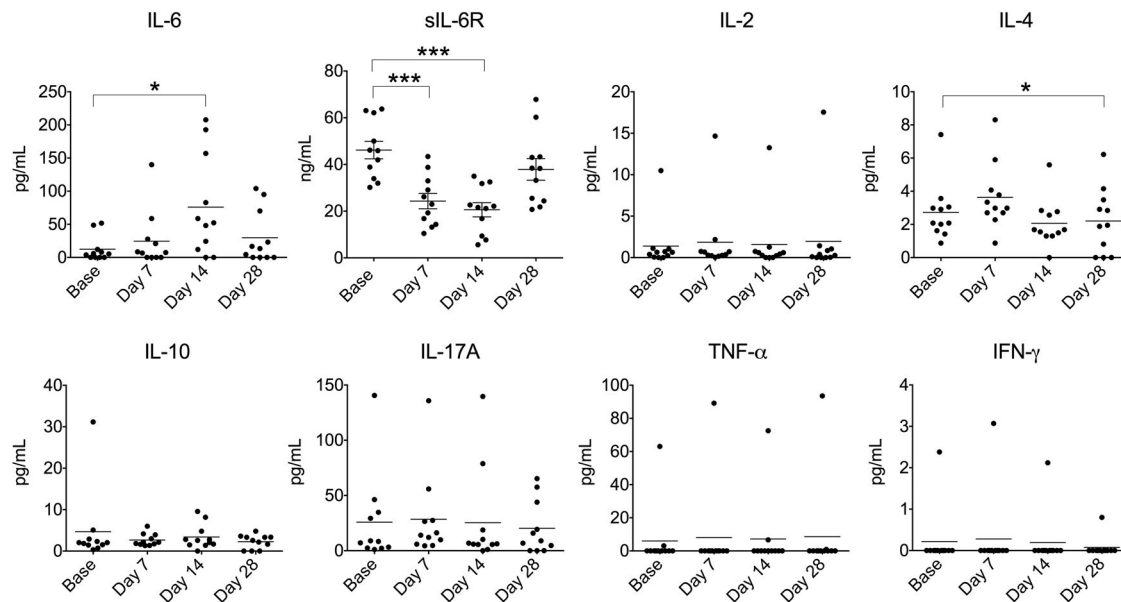 IL-6
sIL-6R
IL-2
IL-4
*
***
***
*
pg/mL
250
200
150
100
50
0
Base
Day 7
Day 14
Day 28
ng/mL
80
60
40
20
0
Base
Day 7
Day 14
Day 28
pg/mL
20
15
10
5
0
Base
Day 7
Day 14
Day 28
pg/mL
10
8
6
4
2
0
Base
Day 7
Day 14
Day 28
IL-10
IL-17A
TNF-α
IFN-γ
pg/mL
40
30
20
10
0
Base
Day 7
Day 14
Day 28
pg/mL
150
100
50
0
Base
Day 7
Day 14
Day 28
pg/mL
100
80
60
40
20
0
Base
Day 7
Day 14
Day 28
pg/mL
4
3
2
1
0
Base
Day 7
Day 14
Day 28